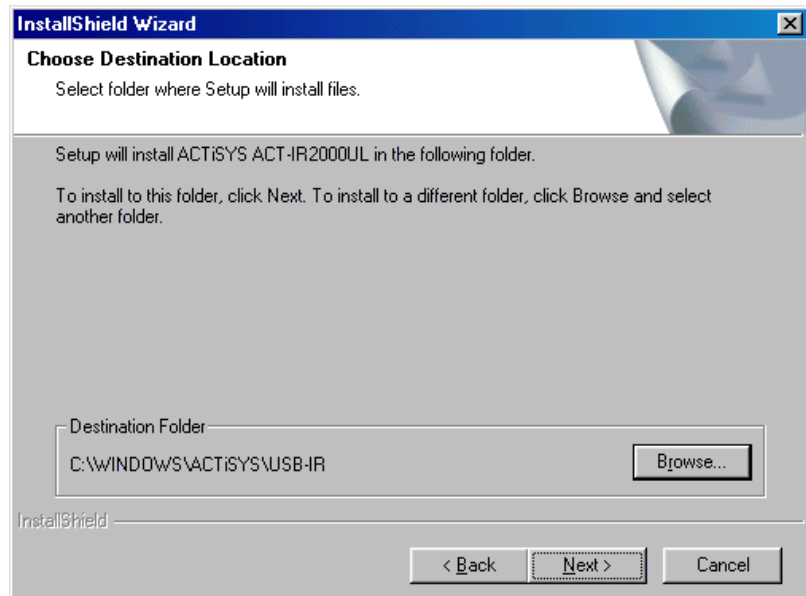 InstallShield Wizard
Choose Destination Location
Select folder where Setup will install files.
Setup will install ACTiSYS ACT-IR2000UL in the following folder.
To install to this folder, click Next. To install to a different folder, click Browse and select
another folder.
Destination Folder
C:\WINDOWS\ACTiSYS\USB-IR
Browse...
InstallShield
< Back
Next >
Cancel